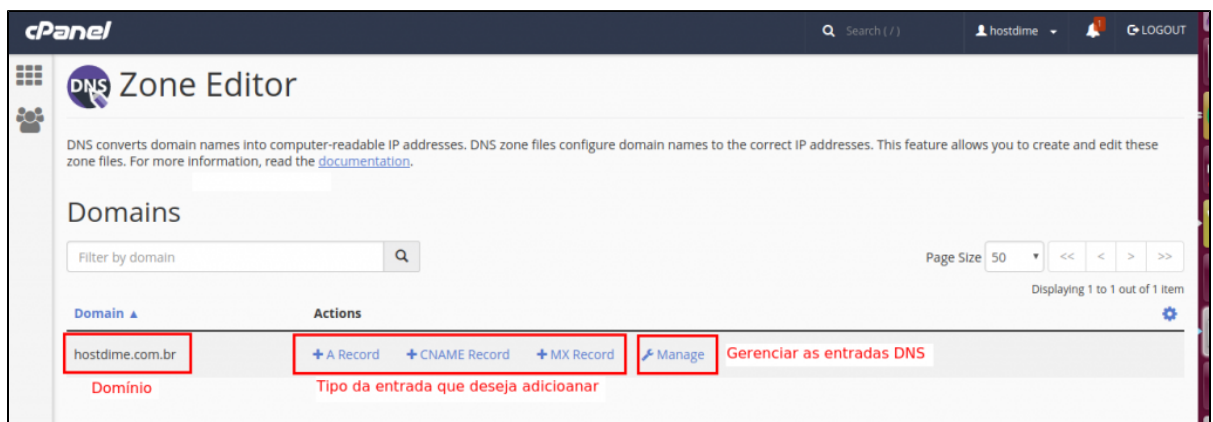 cPanel
Search ( / )
hostdime
1
LOGOUT
DNS Zone Editor
DNS converts domain names into computer-readable IP addresses. DNS zone files configure domain names to the correct IP addresses. This feature allows you to create and edit these
zone files. For more information, read the documentation.
Domains
Filter by domain
Page Size 50 << < > >>
Displaying 1 to 1 out of 1 item
Domain ▲ Actions
hostdime.com.br + A Record + CNAME Record + MX Record Manage Gerenciar as entradas DNS
Domínio Tipo da entrada que deseja adicioanar